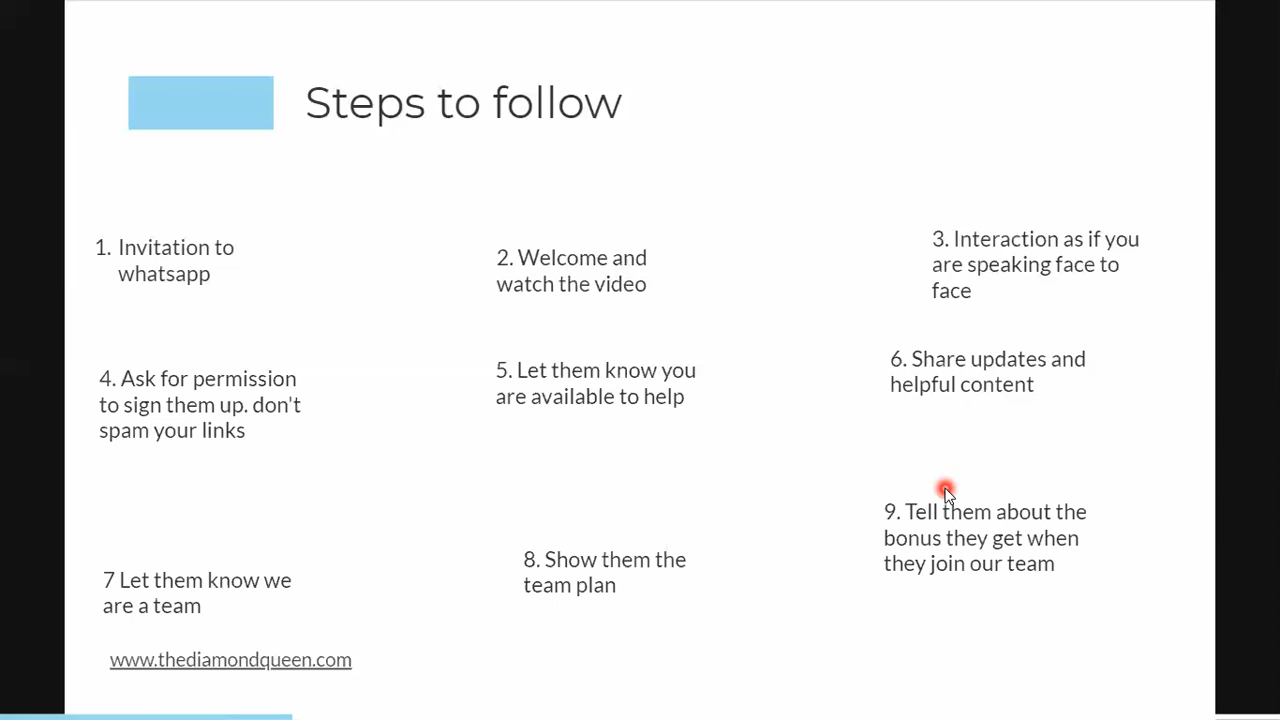 Steps to follow
1. Invitation to
whatsapp
2. Welcome and
watch the video
3. Interaction as if you
are speaking face to
face
4. Ask for permission
to sign them up. don't
spam your links
5. Let them know you
are available to help
6. Share updates and
helpful content
7 Let them know we
are a team
8. Show them the
team plan
9. Tell them about the
bonus they get when
they join our team
www.thediamondqueen.com